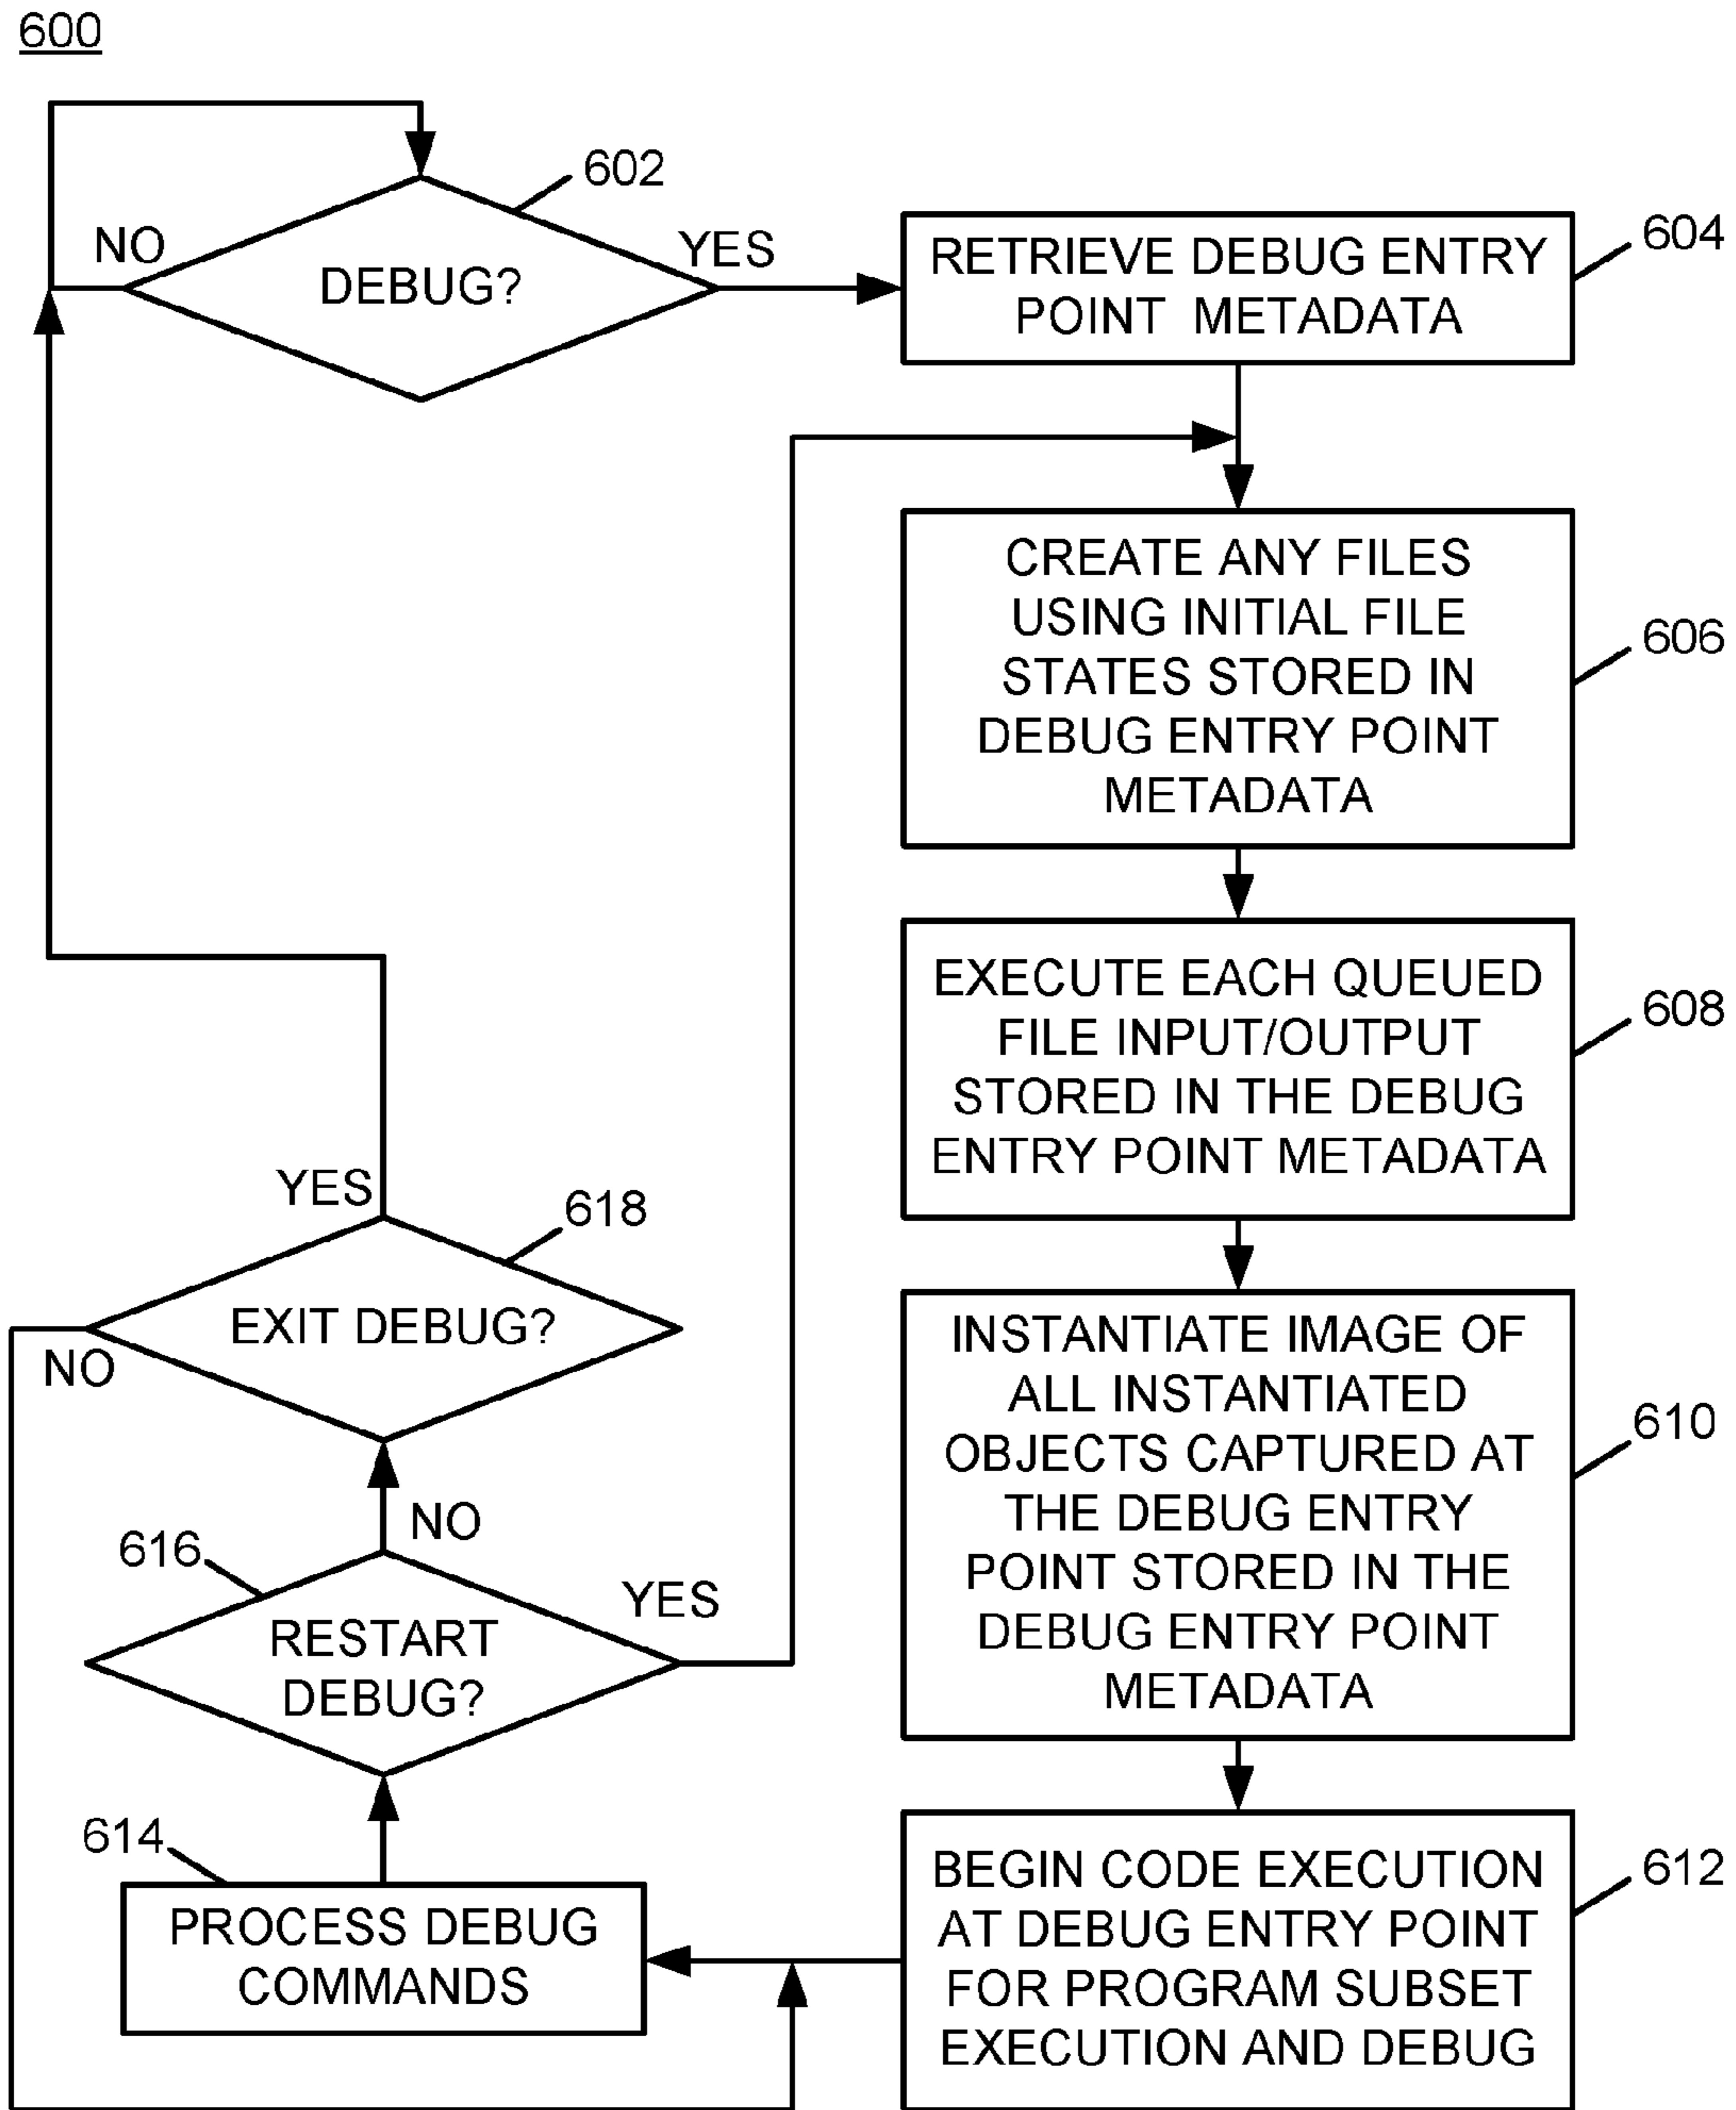 600
602
NO
YES
DEBUG?
604
RETRIEVE DEBUG ENTRY
POINT METADATA
CREATE ANY FILES
USING INITIAL FILE
STATES STORED IN
DEBUG ENTRY POINT
METADATA
606
EXECUTE EACH QUEUED
FILE INPUT/OUTPUT
STORED IN THE DEBUG
ENTRY POINT METADATA
608
YES
618
EXIT DEBUG?
NO
INSTANTIATE IMAGE OF
ALL INSTANTIATED
OBJECTS CAPTURED AT
THE DEBUG ENTRY
POINT STORED IN THE
DEBUG ENTRY POINT
METADATA
610
NO
616
YES
RESTART
DEBUG?
614
PROCESS DEBUG
COMMANDS
BEGIN CODE EXECUTION
AT DEBUG ENTRY POINT
FOR PROGRAM SUBSET
EXECUTION AND DEBUG
612